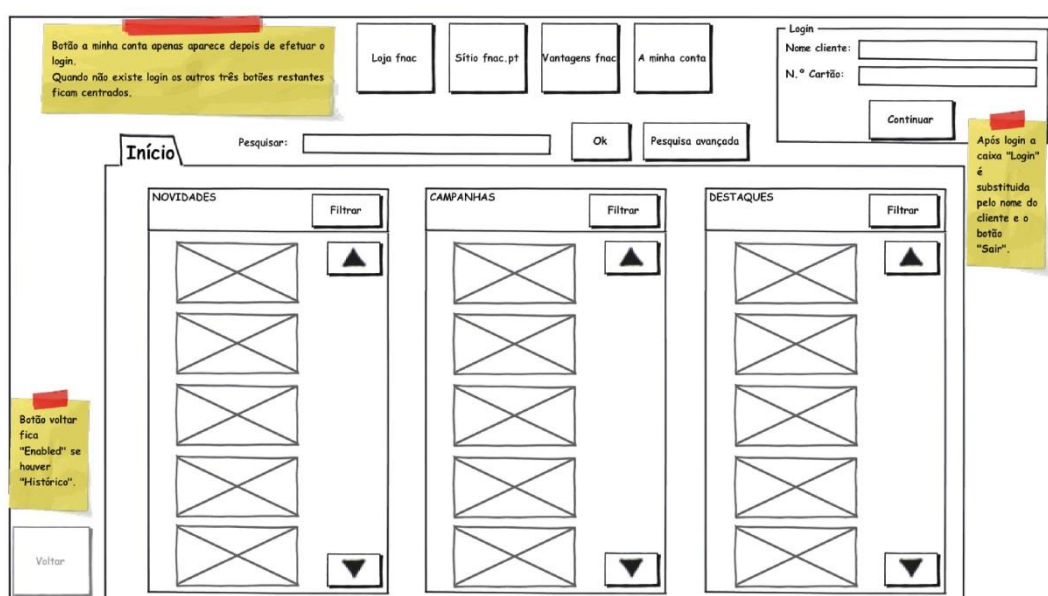 Botão a minha conta apenas aparece depois de efetuar o
login.
Quando não existe login os outros três botões restantes
ficam centrados.
Loja fnac
Sítio fnac.pt
Vantagens fnac
A minha conta
Login
Nome cliente:
N.º Cartão:
Continuar
Após login a
caixa "Login"
é
substituida
pelo nome do
cliente e o
botão
"Sair".
Início
Pesquisar:
Ok
Pesquisa avançada
NOVIDADES
Filtrar
CAMPANHAS
Filtrar
DESTAQUES
Filtrar
Botão voltar
fica
"Enabled" se
houver
"Histórico".
Voltar